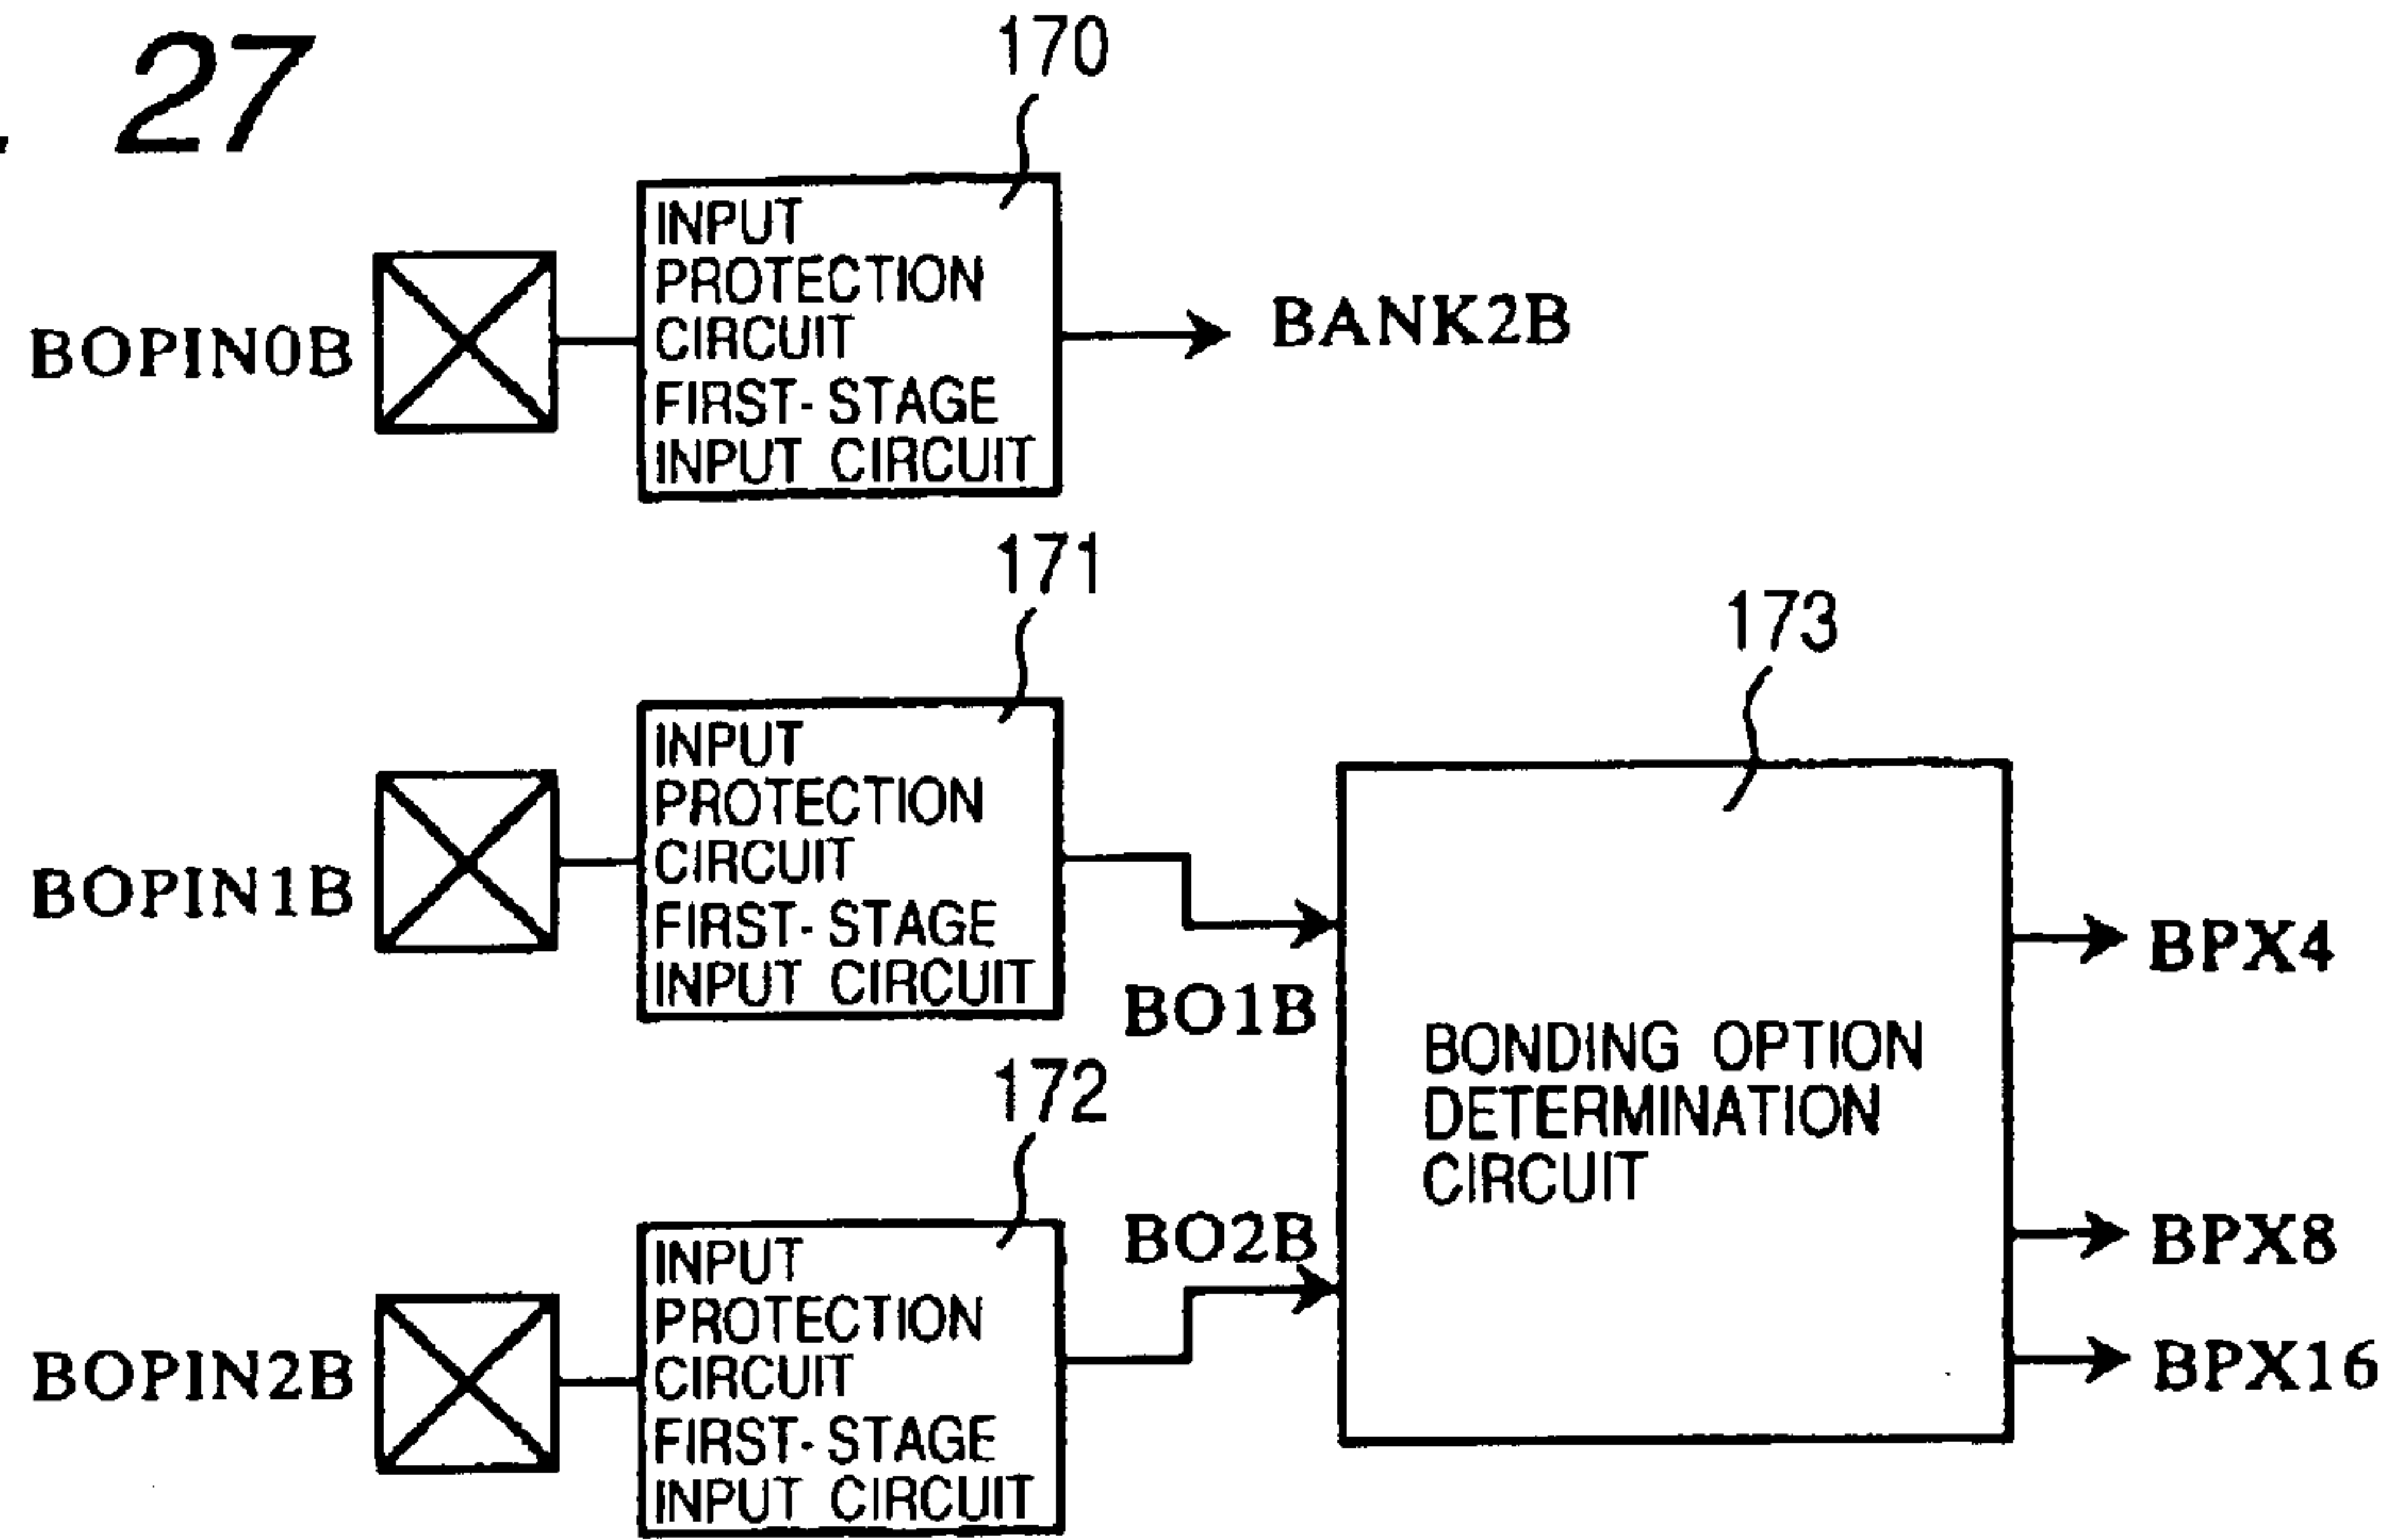 . 27
170
INPUT
PROTECTION
CIRCUIT
FIRST-STAGE
INPUT CIRCUIT
BOPIN0B
BANK2B
171
INPUT
PROTECTION
CIRCUIT
FIRST-STAGE
INPUT CIRCUIT
BOPIN1B
BO1B
172
INPUT
PROTECTION
CIRCUIT
FIRST-STAGE
INPUT CIRCUIT
BOPIN2B
BO2B
173
BONDING OPTION
DETERMINATION
CIRCUIT
BPX4
BPX8
BPX16